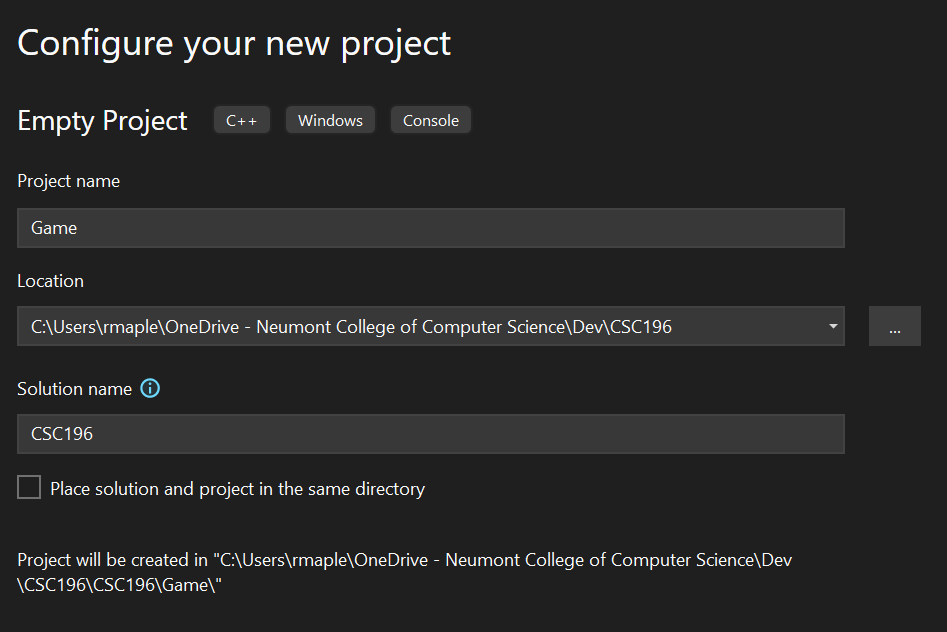 Configure your new project
Empty Project C++ Windows Console
Project name
Game
Location
C:\Users\rmaple\OneDrive - Neumont College of Computer Science\Dev\CSC196
...
Solution name
CSC196
Place solution and project in the same directory
Project will be created in "C:\Users\rmaple\OneDrive - Neumont College of Computer Science\Dev
\CSC196\CSC196\Game\"